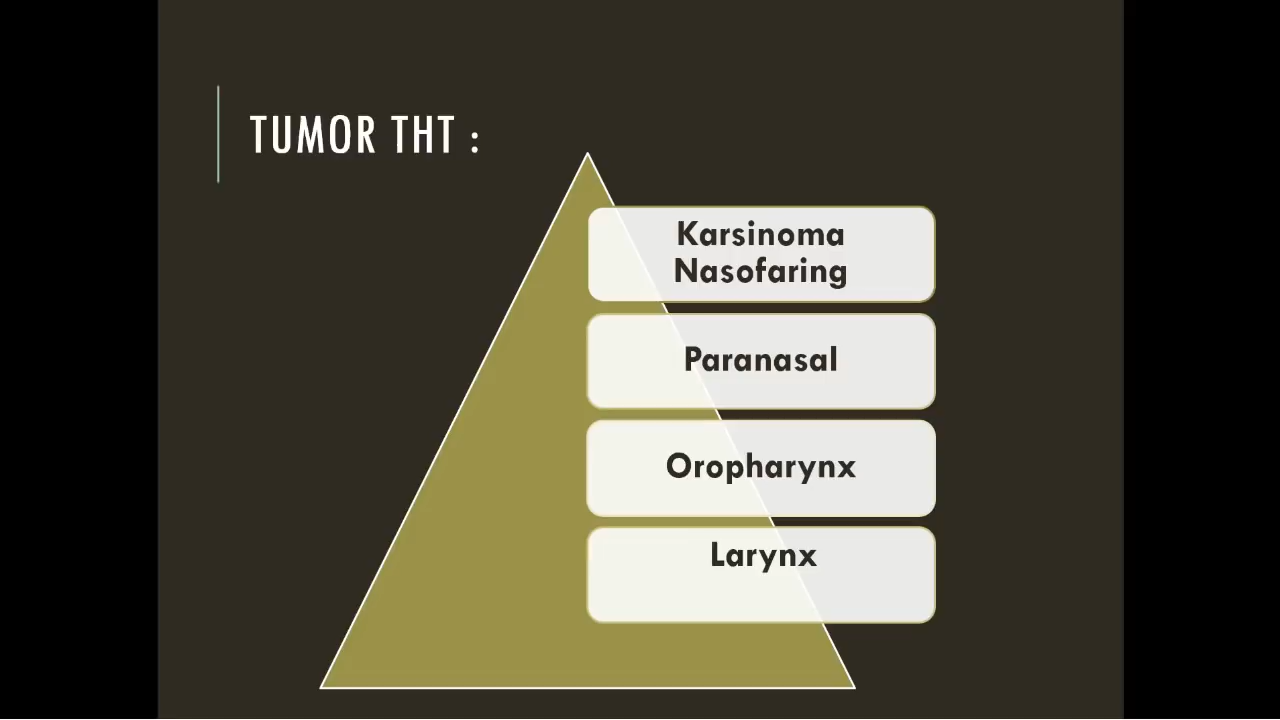 TUMOR THT :
Karsinoma
Nasofaring
Paranasal
Oropharynx
Larynx